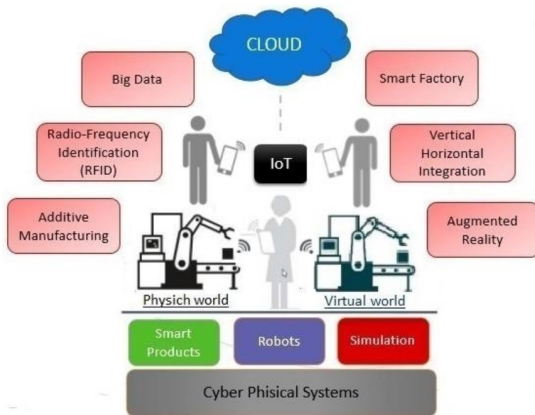 CLOUD
Big Data
Smart Factory
Radio-Frequency
Identification
(RFID)
IoT
Vertical
Horizontal
Integration
Additive
Manufacturing
Augmented
Reality
Physich world
Virtual world
Smart
Products
Robots
Simulation
Cyber Phisical Systems